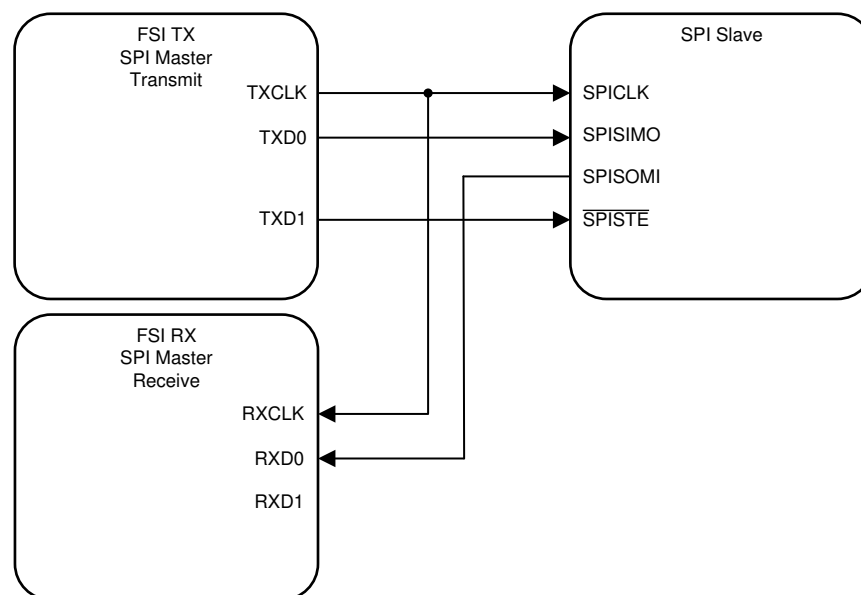 FSI TX
SPI Master
Transmit
TXCLK
TXD0
TXD1
SPI Slave
SPICLK
SPISIMO
SPISOMI
SPISTE
FSI RX
SPI Master
Receive
RXCLK
RXD0
RXD1